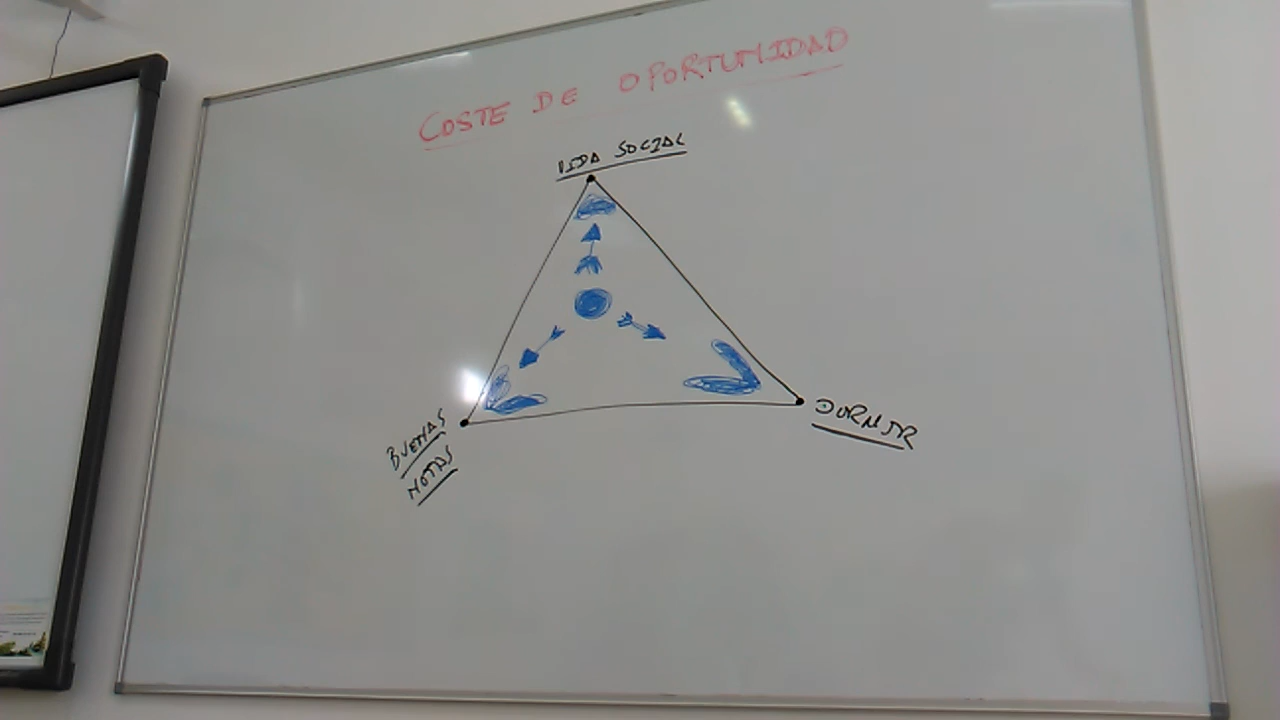 COSTE DE OPORTUNIDAD
VIDA SOCIAL
BUENAS
NOTAS
DORMIR